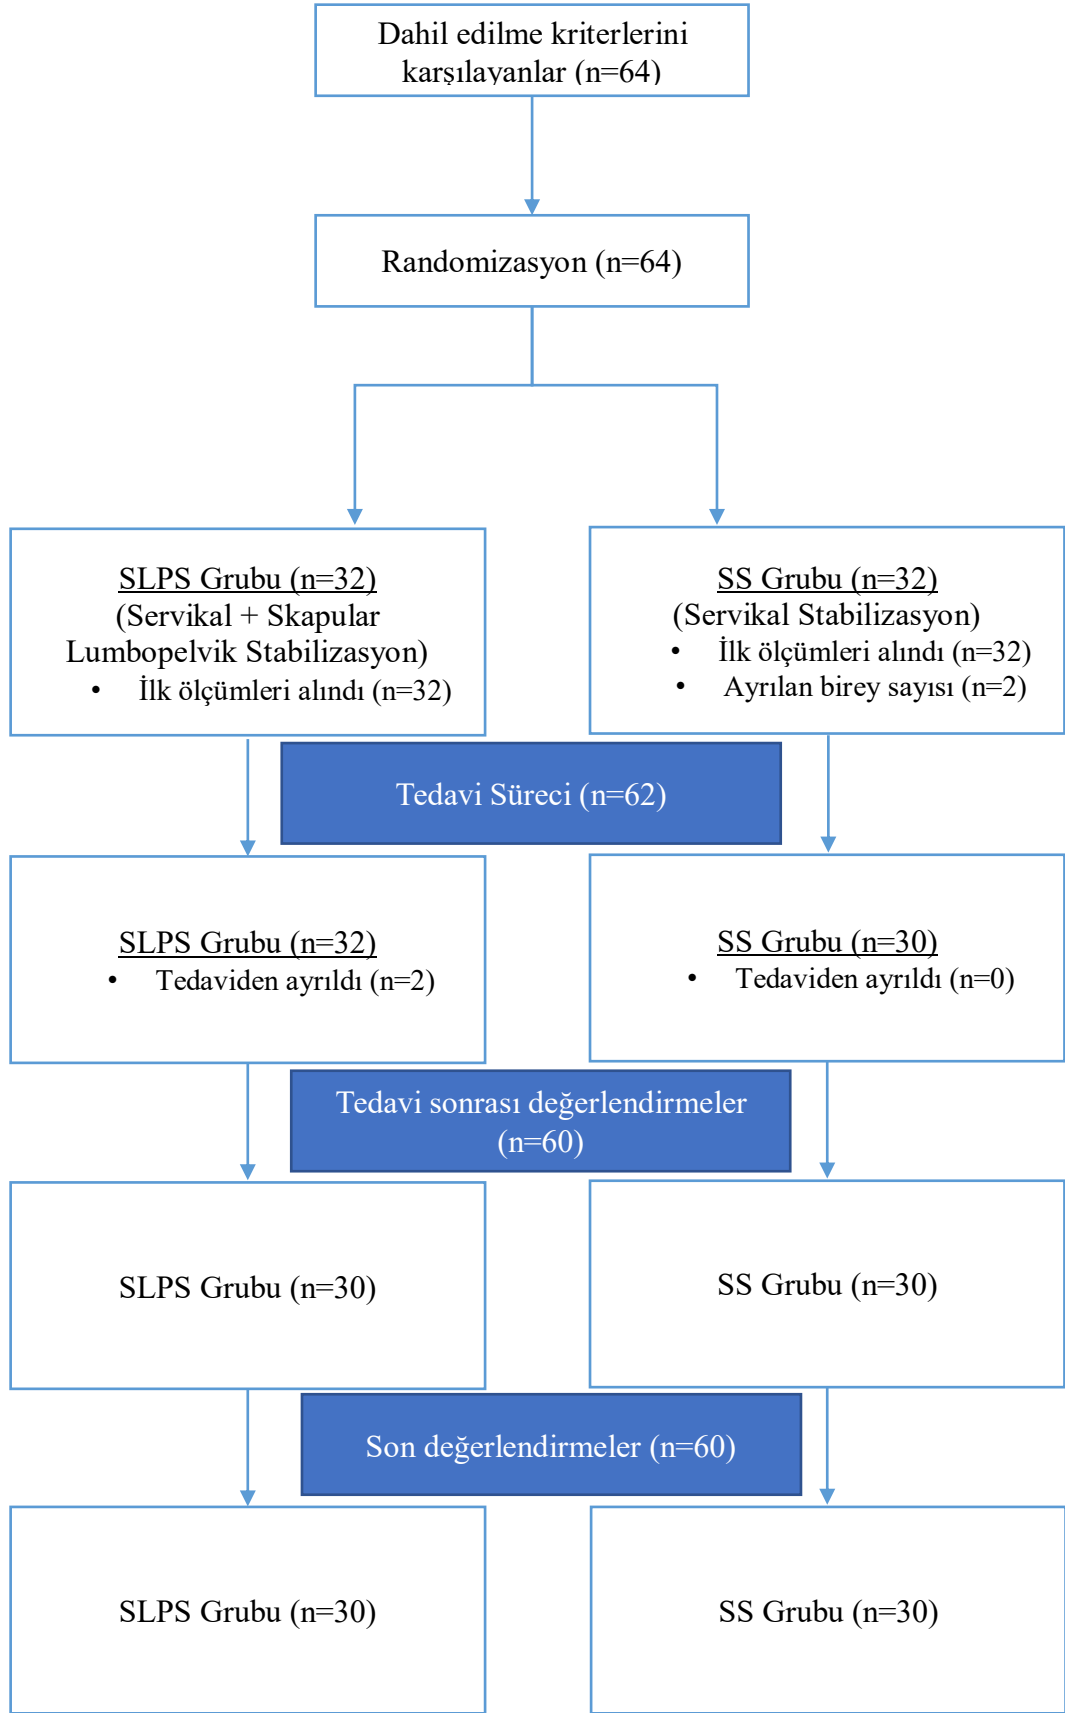 Dahil edilme kriterlerini
karşılayanlar (n=64)
Randomizasyon (n=64)
SLPS Grubu (n=32)
(Servikal + Skapular
Lumbopelvik Stabilizasyon)
• İlk ölçümleri alındı (n=32)
SS Grubu (n=32)
(Servikal Stabilizasyon)
• İlk ölçümleri alındı (n=32)
• Ayrılan birey sayısı (n=2)
Tedavi Süreci (n=62)
SLPS Grubu (n=32)
• Tedaviden ayrıldı (n=2)
SS Grubu (n=30)
• Tedaviden ayrıldı (n=0)
Tedavi sonrası değerlendirmeler
(n=60)
SLPS Grubu (n=30)
SS Grubu (n=30)
Son değerlendirmeler (n=60)
SLPS Grubu (n=30)
SS Grubu (n=30)